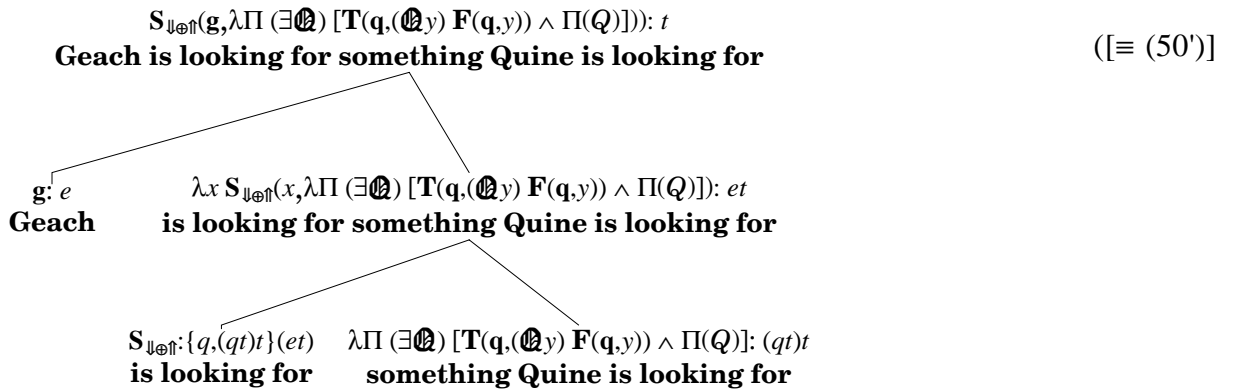 S⇓⊕⇑(g,λΠ (∃𝕼) [T(q,(𝕼y) F(q,y)) ∧ Π(Q)])): t
Geach is looking for something Quine is looking for
([≡ (50')]
g: e
λx S⇓⊕⇑(x,λΠ (∃𝕼) [T(q,(𝕼y) F(q,y)) ∧ Π(Q)]): et
Geach
is looking for something Quine is looking for
S⇓⊕⇑:{q,(qt)t}(et)
λΠ (∃𝕼) [T(q,(𝕼y) F(q,y)) ∧ Π(Q)]: (qt)t
is looking for
something Quine is looking for